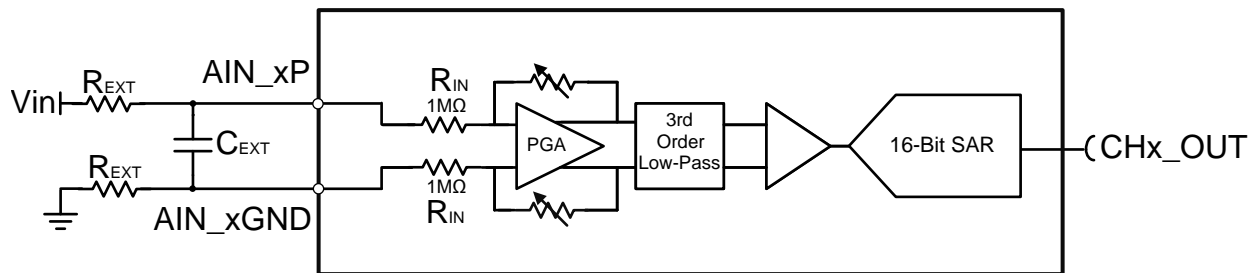 Vin
REXT
AIN_xP
CEXT
REXT
AIN_xGND
RIN
1MΩ
PGA
1MΩ
RIN
3rd
Order
Low-Pass
16-Bit SAR
CHx_OUT